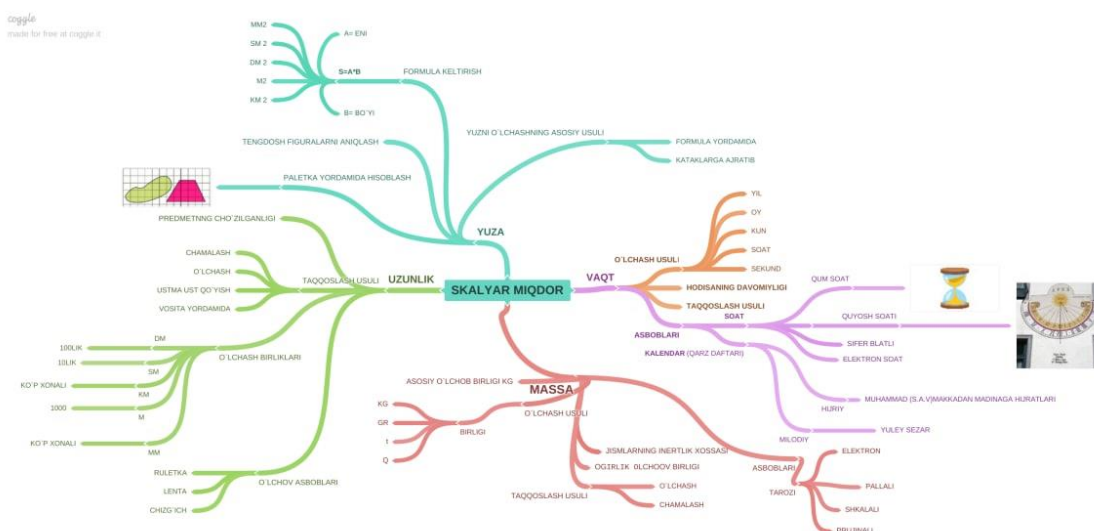 coggle
made for free at coggle.it
MM2
SM 2
DM 2
M2
KM 2
A= ENI
S=A*B
B= BO`YI
FORMULA KELTIRISH
TENGDOSH FIGURALARNI ANIQLASH
PALETKA YORDAMIDA HISOBLASH
YUZNI O`LCHASHNING ASOSIY USULI
FORMULA YORDAMIDA
KATAKLARGA AJRATIB
YUZA
PREDMETNNG CHO`ZILGANLIGI
CHAMALASH
O`LCHASH
USTMA UST QO`YISH
VOSITA YORDAMIDA
TAQQOSLASH USULI
UZUNLIK
DM
100LIK
10LIK
SM
KO`P XONALI
KM
1000
M
KO`P XONALI
MM
O`LCHASH BIRLIKLARI
RULETKA
LENTA
CHIZG`ICH
O`LCHOV ASBOBLARI
SKALYAR MIQDOR
VAQT
O`LCHASH USULI
YIL
OY
KUN
SOAT
SEKUND
HODISANING DAVOMIYLIGI
TAQQOSLASH USULI
ASBOBLARI
SOAT
QUM SOAT
QUYOSH SOATI
SIFER BLATLI
ELEKTRON SOAT
KALENDAR (QARZ DAFTARI)
HIJRIY
MUHAMMAD (S.A.V)MAKKADAN MADINAGA HIJRATLARI
MILODIY
YULEY SEZAR
MASSA
ASOSIY O`LCHOB BIRLIGI KG
O`LCHASH USULI
BIRLIGI
KG
GR
t
Q
JISMLARNING INERTLIK XOSSASI
OGIRLIK OLCHOOV BIRLIGI
TAQQOSLASH USULI
O`LCHASH
CHAMALASH
ASBOBLARI
TAROZI
ELEKTRON
PALLALI
SHKALALI